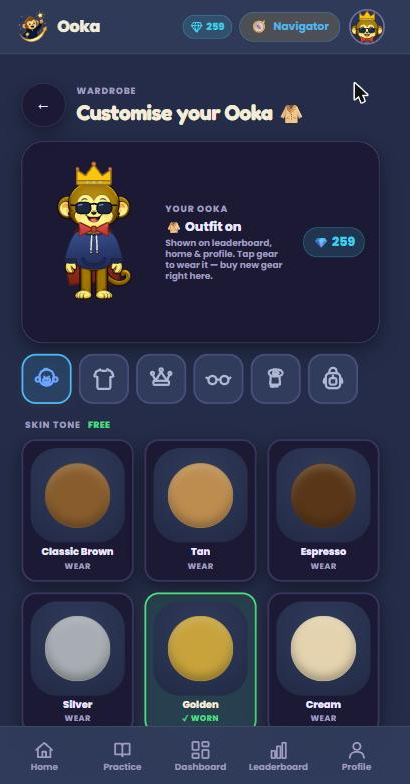 Ooka
259
Navigator
←
WARDROBE
Customise your Ooka
YOUR OOKA
Outfit on
Shown on leaderboard,
home & profile. Tap gear
to wear it — buy new gear
right here.
259
SKIN TONE FREE
Classic Brown
WEAR
Tan
WEAR
Espresso
WEAR
Silver
WEAR
Golden
✓ WORN
Cream
WEAR
Home
Practice
Dashboard
Leaderboard
Profile